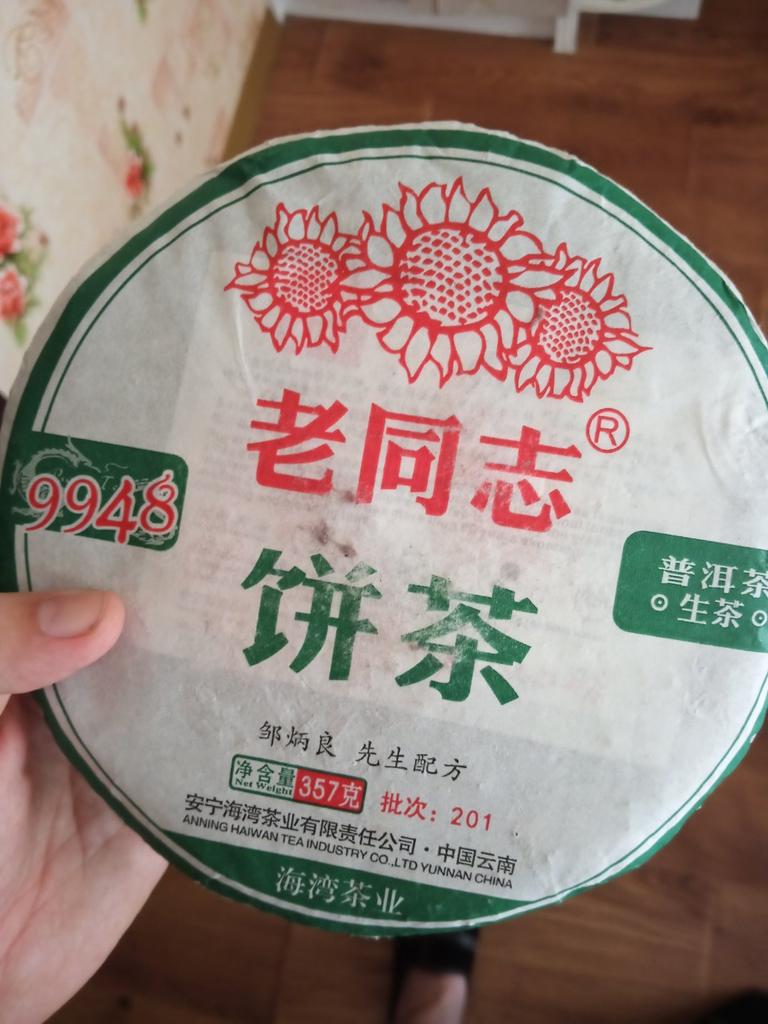 老同志®
9948
饼茶
普洱茶
生茶
邹炳良 先生配方
净含量 357克
Net Weight
批次：201
安宁海湾茶业有限责任公司·中国云南
ANNING HAIWAN TEA INDUSTRY CO.,LTD YUNNAN CHINA
海湾茶业